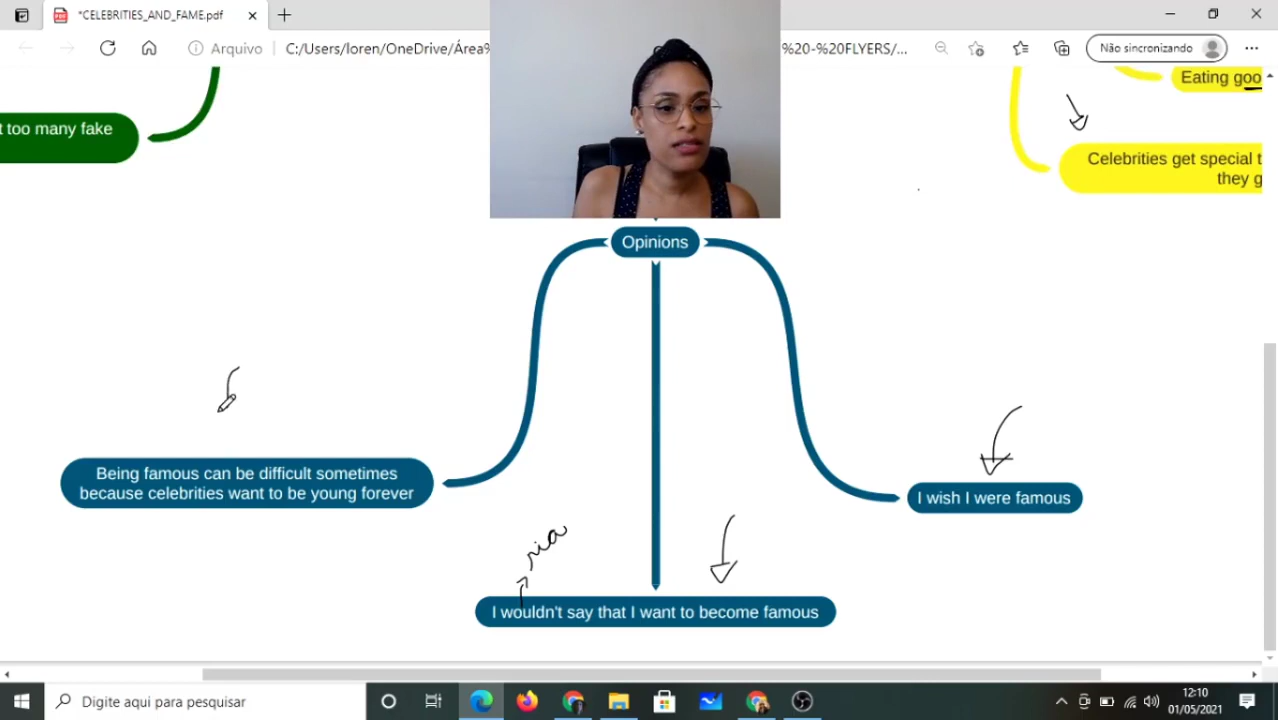 *CELEBRITIES_AND_FAME.pdf
Arquivo
C:/Users/loren/OneDrive/Área%
%20-%20FLYERS/...
Não sincronizando
t too many fake
Eating goo
Celebrities get special t
they g
Opinions
Being famous can be difficult sometimes
because celebrities want to be young forever
I wish I were famous
ria
I wouldn't say that I want to become famous
Digite aqui para pesquisar
12:10
01/05/2021